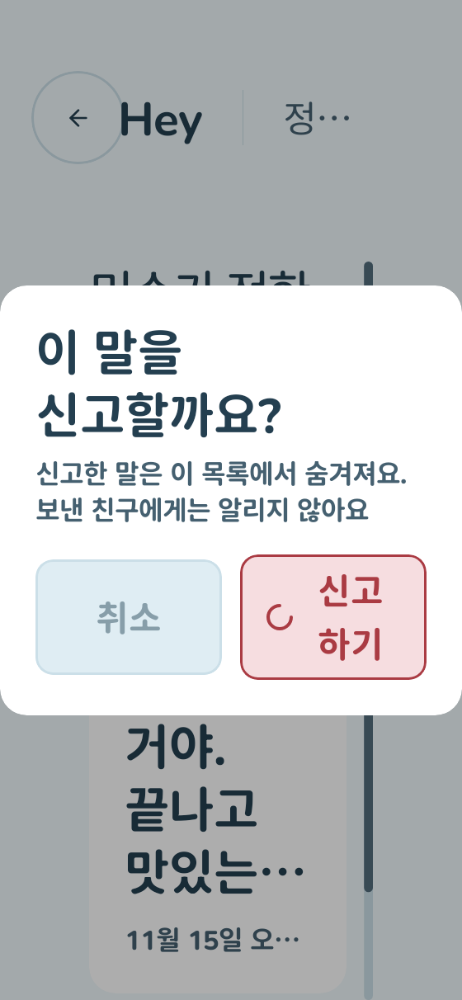 Hey
정…
이 말을
신고할까요?
신고한 말은 이 목록에서 숨겨져요.
보낸 친구에게는 알리지 않아요
취소
신고
하기
거야.
끝나고
맛있는…
11월 15일 오…